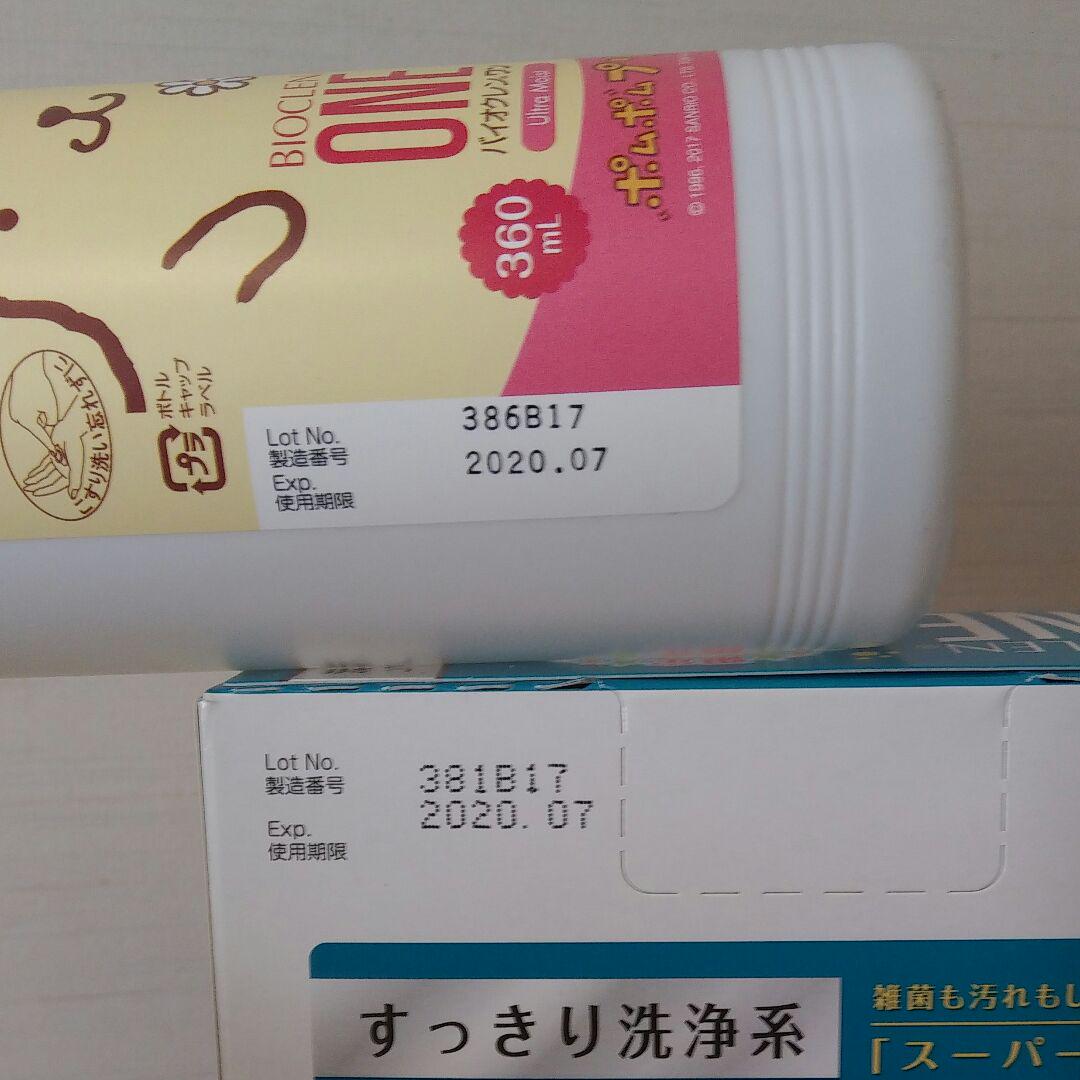 BIOCLEN
ONE
バイオクレンワン
Ultra Moist
360
mL
ポムポムプ
© 1996, 2017 SANRIO CO., LTD.
こすり洗い忘れずに
プラ
ボトル
キャップ
ラベル
Lot No.
製造番号
386B17
Exp.
使用期限
2020.07
LEN
NE
Lot No.
製造番号
381B17
Exp.
使用期限
2020.07
すっきり洗浄系
雑菌も汚れもし
「スーパー